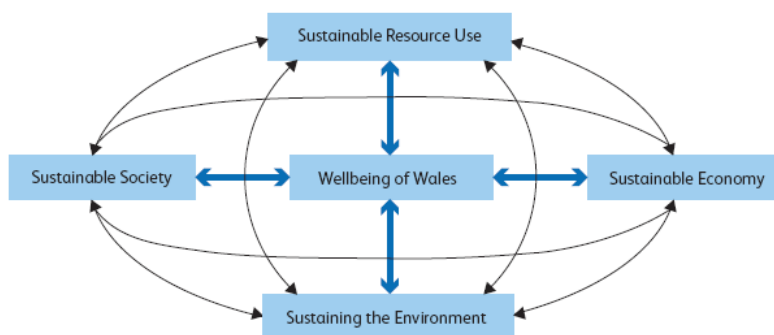 Sustainable Resource Use
Sustainable Society
Wellbeing of Wales
Sustainable Economy
Sustaining the Environment